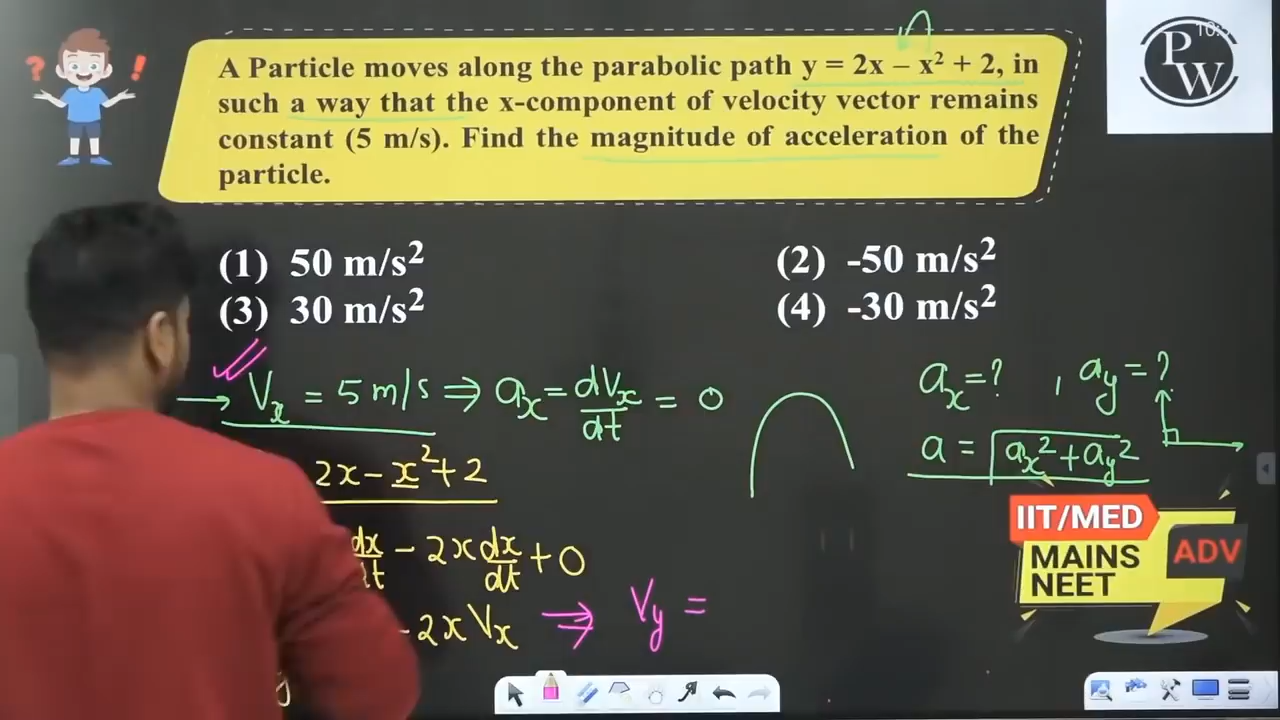 A Particle moves along the parabolic path y = 2x – x² + 2, in
such a way that the x-component of velocity vector remains
constant (5 m/s). Find the magnitude of acceleration of the
particle.
PW
(1) 50 m/s²
(2) -50 m/s²
(3) 30 m/s²
(4) -30 m/s²
→ Vx = 5 m/s ⇒ ax = dVx/dt = 0
ax = ? , ay = ?
a = √(ax² + ay²)
2x – x² + 2
dx/dt – 2x dx/dt + 0
– 2x Vx ⇒ Vy =
IIT/MED
MAINS
NEET
ADV